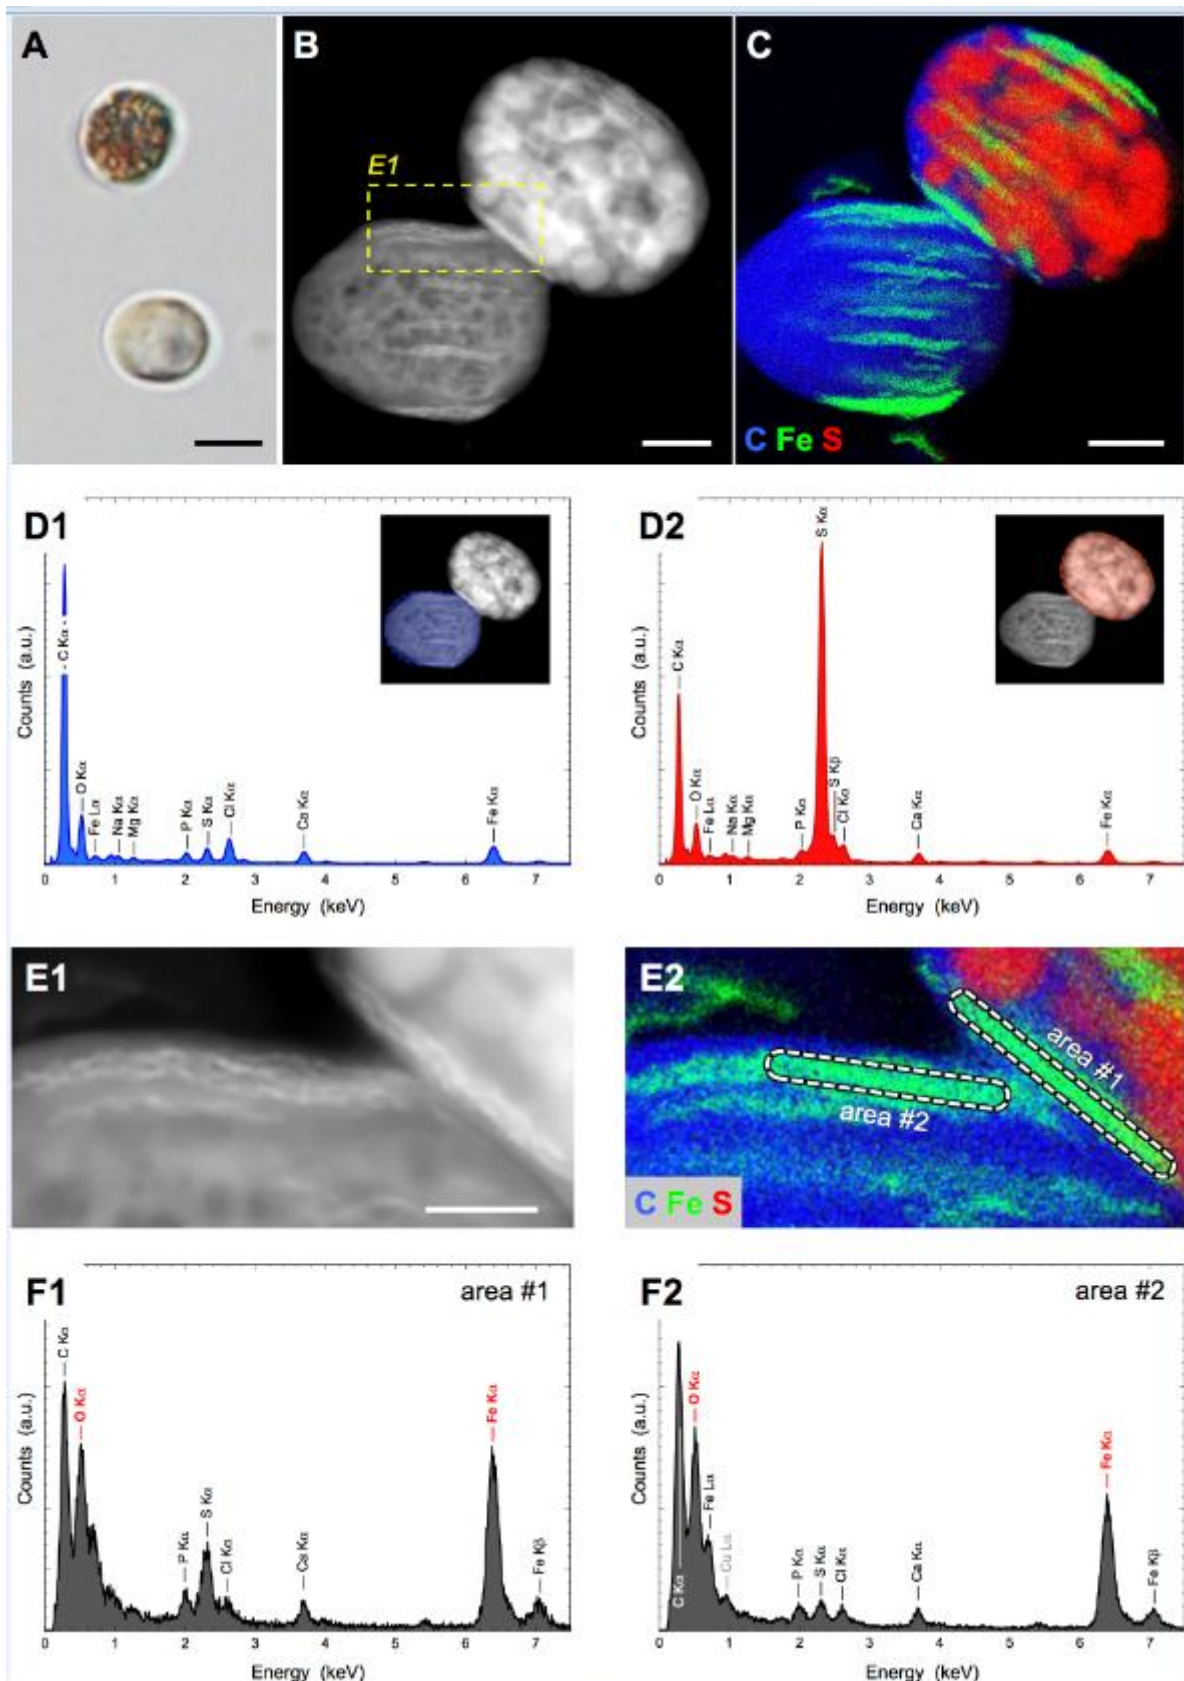 A
B
C
E1
C Fe S
D1
D2
Counts (a.u.)
C Kα
O Kα
Fe Lα
Na Kα
Mg Kα
P Kα
S Kα
Cl Kα
Ca Kα
Fe Kα
0 1 2 3 4 5 6 7
Energy (keV)
Counts (a.u.)
C Kα
O Kα
Fe Lα
Na Kα
Mg Kα
P Kα
S Kα
S Kβ
Cl Kα
Ca Kα
Fe Kα
0 1 2 3 4 5 6 7
Energy (keV)
E1
E2
area #1
area #2
C Fe S
F1
area #1
Counts (a.u.)
C Kα
O Kα
P Kα
S Kα
Cl Kα
Ca Kα
Fe Kα
Fe Kβ
0 1 2 3 4 5 6 7
Energy (keV)
F2
area #2
Counts (a.u.)
C Kα
O Kα
Fe Lα
Cu Lα
P Kα
S Kα
Cl Kα
Ca Kα
Fe Kα
Fe Kβ
0 1 2 3 4 5 6 7
Energy (keV)